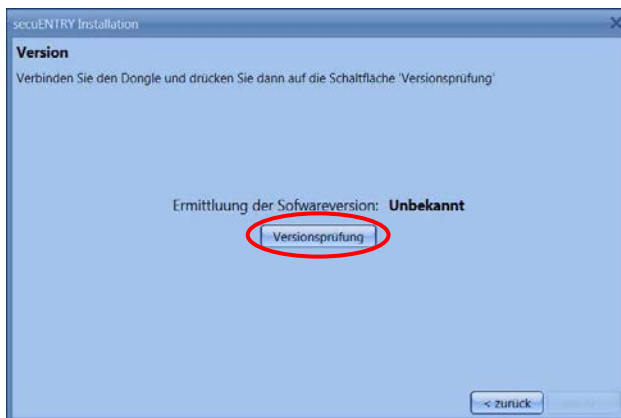 secuENTRY Installation
Version
Verbinden Sie den Dongle und drücken Sie dann auf die Schaltfläche 'Versionsprüfung'
Ermittluung der Sofwareversion: Unbekannt
Versionsprüfung
< zurück